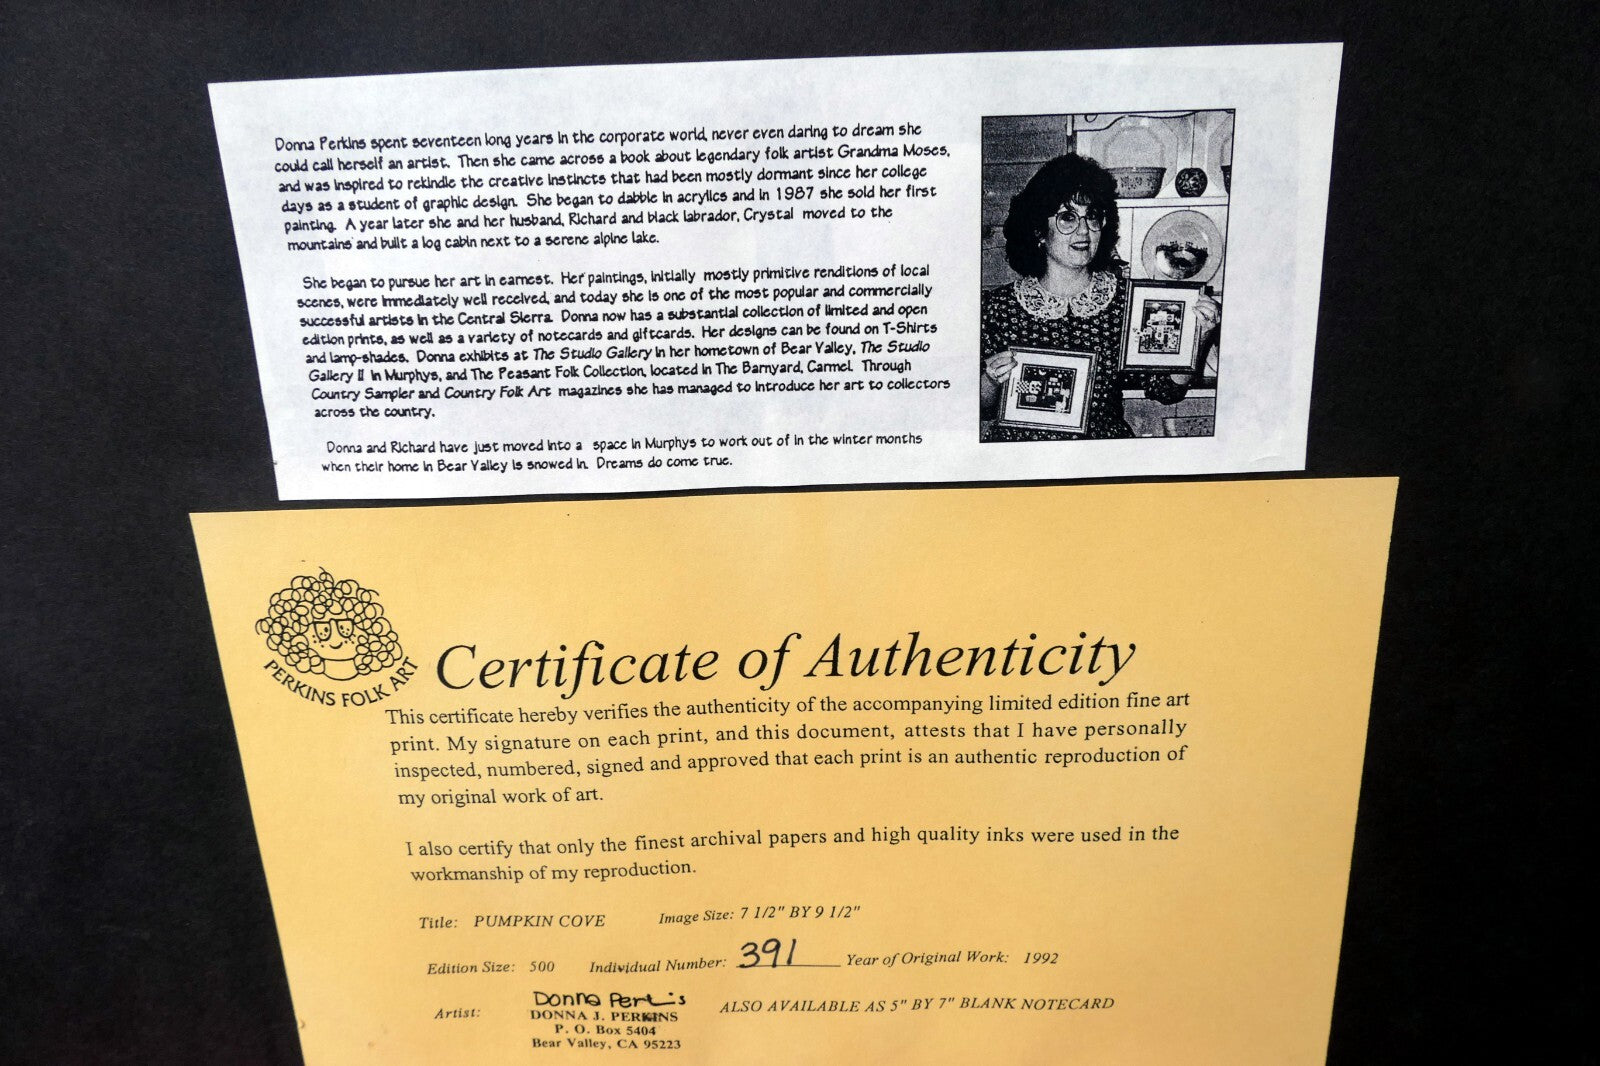 Donna Perkins spent seventeen long years in the corporate world, never even daring to dream she
could call herself an artist. Then she came across a book about legendary folk artist Grandma Moses,
and was inspired to rekindle the creative instincts that had been mostly dormant since her college
days as a student of graphic design. She began to dabble in acrylics and in 1987 she sold her first
painting. A year later she and her husband, Richard and black labrador, Crystal moved to the
mountains and built a log cabin next to a serene alpine lake.
She began to pursue her art in earnest. Her paintings, initially mostly primitive renditions of local
scenes, were immediately well received, and today she is one of the most popular and commercially
successful artists in the Central Sierra. Donna now has a substantial collection of limited and open
edition prints, as well as a variety of notecards and giftcards. Her designs can be found on T-Shirts
and lamp-shades. Donna exhibits at The Studio Gallery in her hometown of Bear Valley, The Studio
Gallery II in Murphys, and The Peasant Folk Collection, located in The Barnyard, Carmel. Through
Country Sampler and Country Folk Art magazines she has managed to introduce her art to collectors
across the country.
Donna and Richard have just moved into a space in Murphys to work out of in the winter months
when their home in Bear Valley is snowed in. Dreams do come true.
PERKINS FOLK ART
Certificate of Authenticity
This certificate hereby verifies the authenticity of the accompanying limited edition fine art
print. My signature on each print, and this document, attests that I have personally
inspected, numbered, signed and approved that each print is an authentic reproduction of
my original work of art.
I also certify that only the finest archival papers and high quality inks were used in the
workmanship of my reproduction.
Title: PUMPKIN COVE Image Size: 7 1/2" BY 9 1/2"
Edition Size: 500 Individual Number: 391 Year of Original Work: 1992
Donna Perkins
Artist: DONNA J. PERKINS ALSO AVAILABLE AS 5" BY 7" BLANK NOTECARD
P. O. Box 5404
Bear Valley, CA 95223